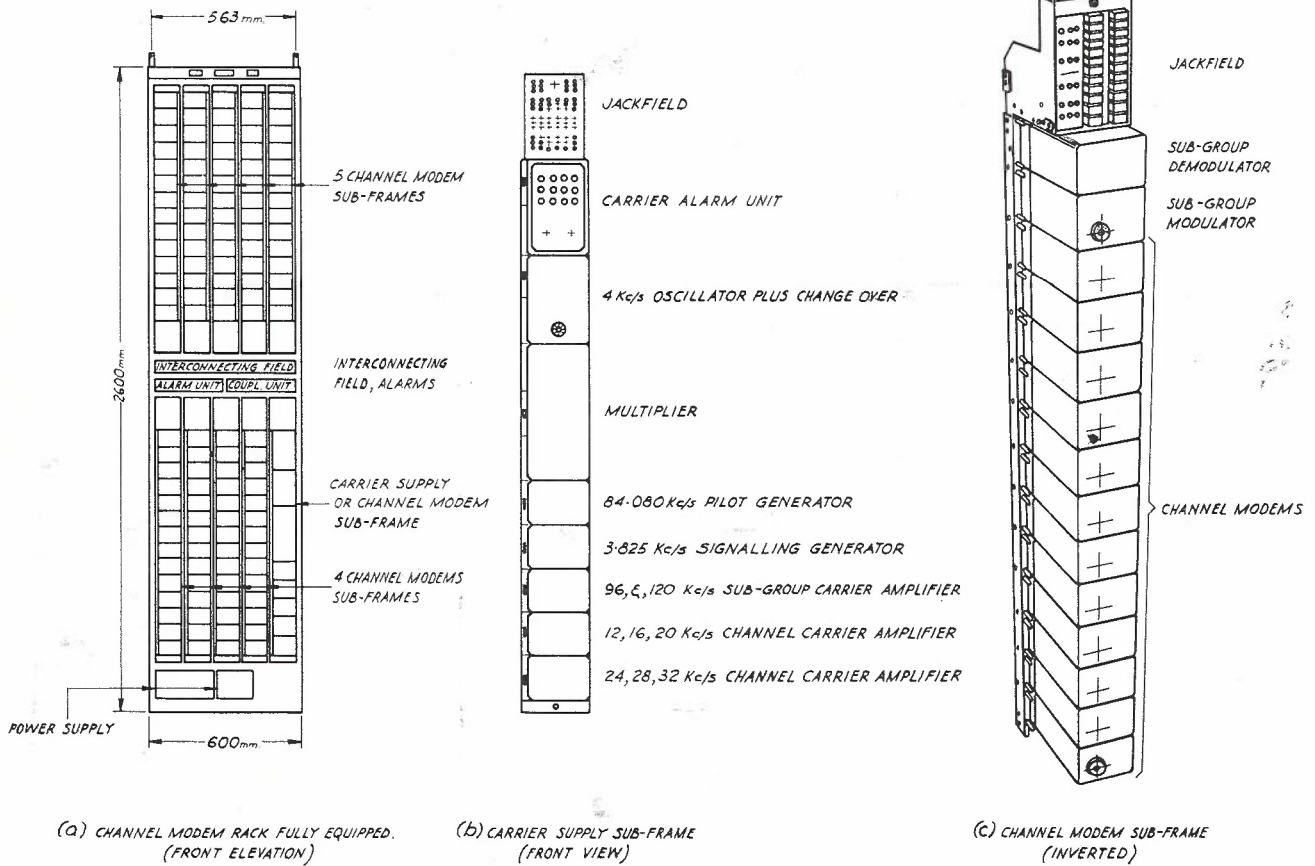 563mm.
2600mm.
5 CHANNEL MODEM
SUB-FRAMES
INTERCONNECTING FIELD
ALARM UNIT
COUPL. UNIT
INTERCONNECTING
FIELD, ALARMS
CARRIER SUPPLY
OR CHANNEL MODEM
SUB-FRAME
4 CHANNEL MODEMS
SUB-FRAMES
POWER SUPPLY
600mm.
(a) CHANNEL MODEM RACK FULLY EQUIPPED.
(FRONT ELEVATION)
JACKFIELD
CARRIER ALARM UNIT
4 Kc/s OSCILLATOR PLUS CHANGE OVER
MULTIPLIER
84·080 Kc/s PILOT GENERATOR
3·825 Kc/s SIGNALLING GENERATOR
96, &, 120 Kc/s SUB-GROUP CARRIER AMPLIFIER
12, 16, 20 Kc/s CHANNEL CARRIER AMPLIFIER
24, 28, 32 Kc/s CHANNEL CARRIER AMPLIFIER
(b) CARRIER SUPPLY SUB-FRAME
(FRONT VIEW)
JACKFIELD
SUB-GROUP
DEMODULATOR
SUB-GROUP
MODULATOR
CHANNEL MODEMS
(c) CHANNEL MODEM SUB-FRAME
(INVERTED)